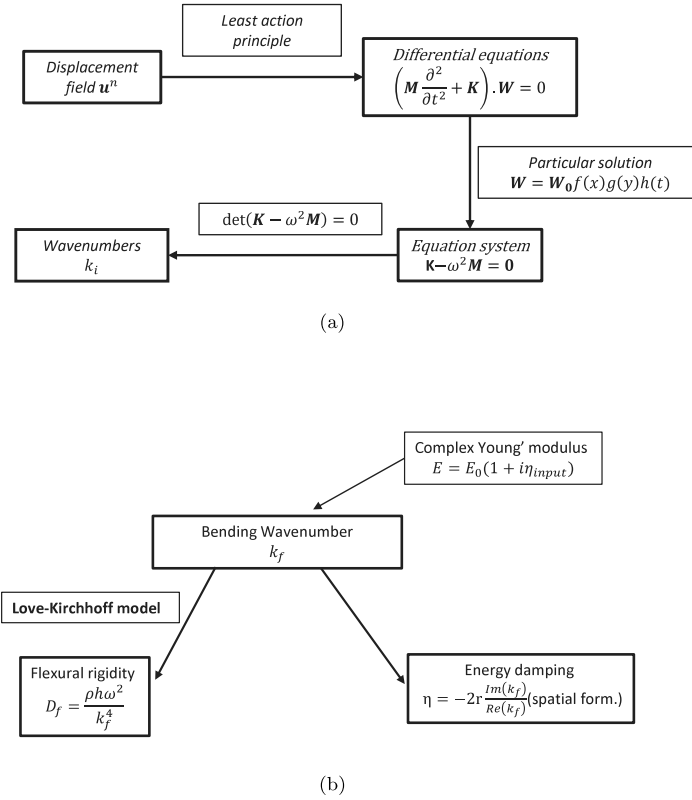 Least action
principle
Displacement
field uⁿ
Differential equations
(M ∂²/∂t² + K) . W = 0
Particular solution
W = W₀f(x)g(y)h(t)
det(K − ω²M) = 0
Wavenumbers
kᵢ
Equation system
K−ω²M = 0
(a)
Complex Young' modulus
E = E₀(1 + iη_input)
Bending Wavenumber
k_f
Love-Kirchhoff model
Flexural rigidity
D_f = ρhω²/k_f⁴
Energy damping
η = −2r Im(k_f)/Re(k_f) (spatial form.)
(b)